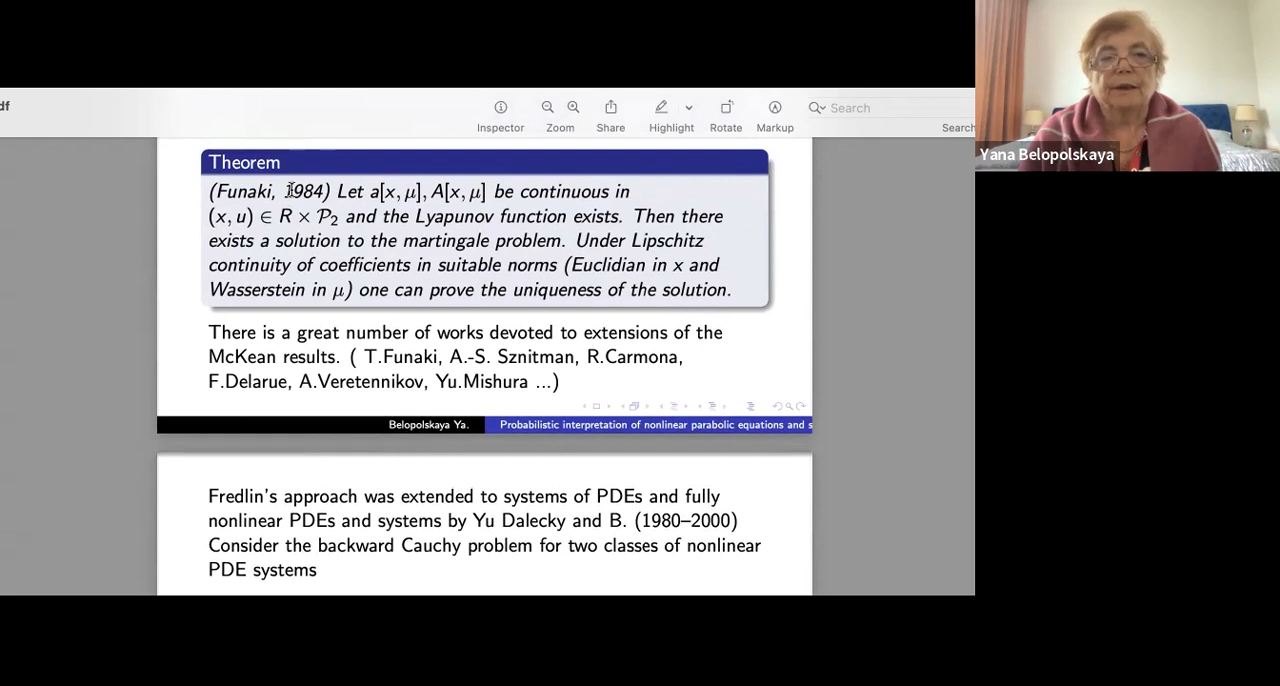 df
Inspector Zoom Share Highlight Rotate Markup Search
Search
Yana Belopolskaya
Theorem
(Funaki, 1984) Let a[x, μ], A[x, μ] be continuous in
(x, u) ∈ R × 𝒫₂ and the Lyapunov function exists. Then there
exists a solution to the martingale problem. Under Lipschitz
continuity of coefficients in suitable norms (Euclidian in x and
Wasserstein in μ) one can prove the uniqueness of the solution.
There is a great number of works devoted to extensions of the
McKean results. ( T.Funaki, A.-S. Sznitman, R.Carmona,
F.Delarue, A.Veretennikov, Yu.Mishura ...)
Belopolskaya Ya. Probabilistic interpretation of nonlinear parabolic equations and s
Fredlin's approach was extended to systems of PDEs and fully
nonlinear PDEs and systems by Yu Dalecky and B. (1980–2000)
Consider the backward Cauchy problem for two classes of nonlinear
PDE systems